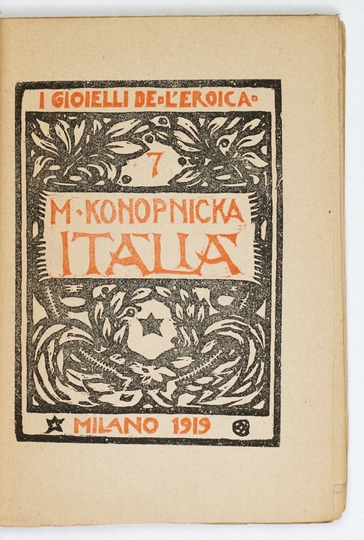 I GIOIELLI DE L'EROICA
7
M. KONOPNICKA
ITALIA
MILANO 1919